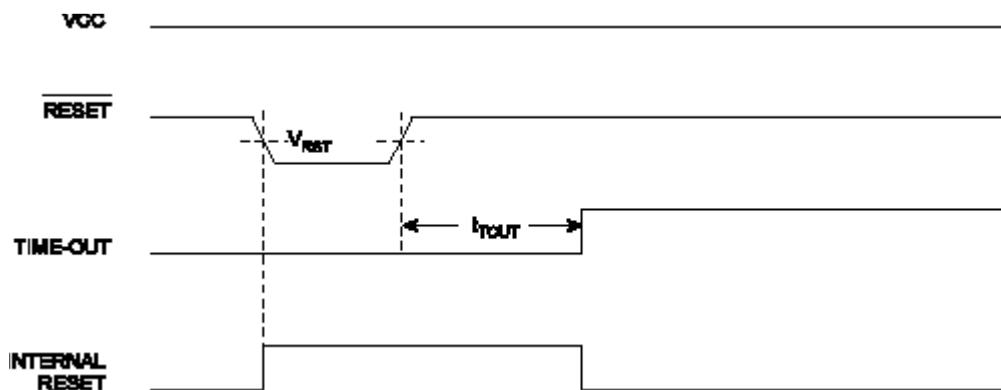 VCC
RESET
VRST
tTOUT
TIME-OUT
INTERNAL
RESET